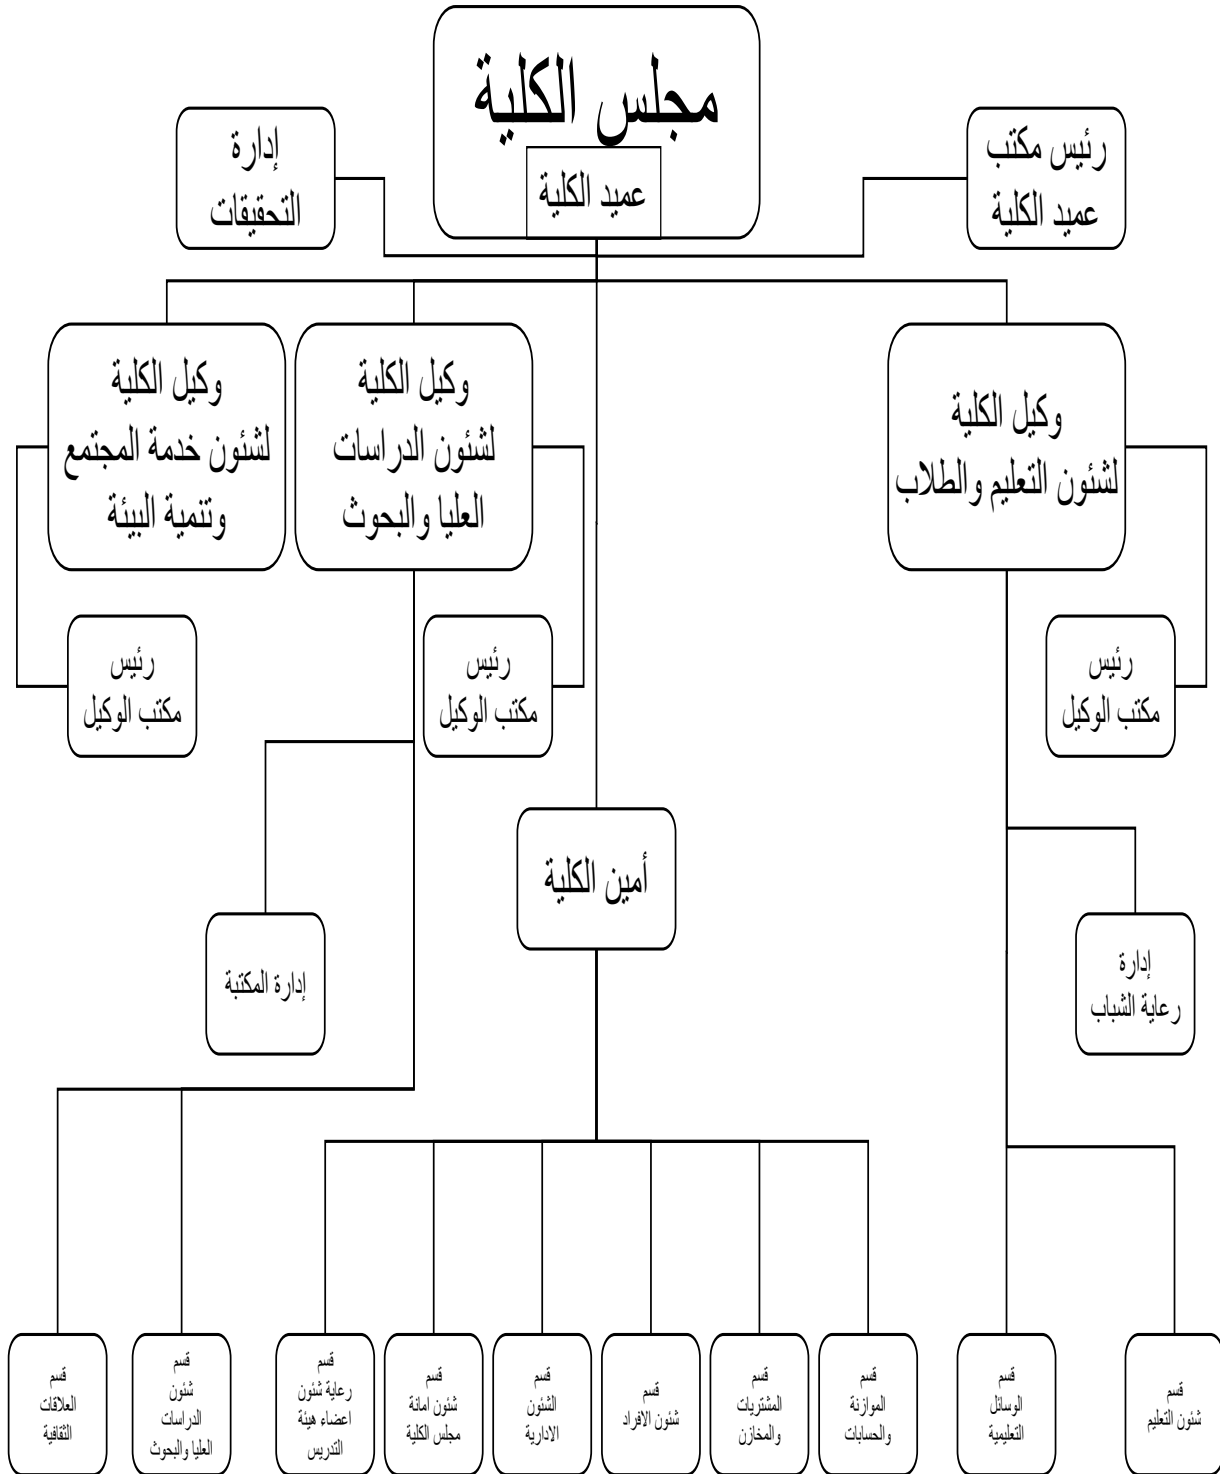 مجلس الكلية
عميد الكلية
رئيس مكتب
عميد الكلية
إدارة
التحقيقات
وكيل الكلية
لشئون التعليم والطلاب
وكيل الكلية
لشئون الدراسات
العليا والبحوث
وكيل الكلية
لشئون خدمة المجتمع
وتنمية البيئة
رئيس
مكتب الوكيل
رئيس
مكتب الوكيل
رئيس
مكتب الوكيل
أمين الكلية
إدارة
رعاية الشباب
إدارة المكتبة
قسم
شئون التعليم
قسم
الوسائل
التعليمية
قسم
الموازنة
والحسابات
قسم
المشتريات
والمخازن
قسم
شئون الافراد
قسم
الشئون
الادارية
قسم
شئون امانة
مجلس الكلية
قسم
رعاية شئون
اعضاء هيئة
التدريس
قسم
شئون
الدراسات
العليا والبحوث
قسم
العلاقات
الثقافية